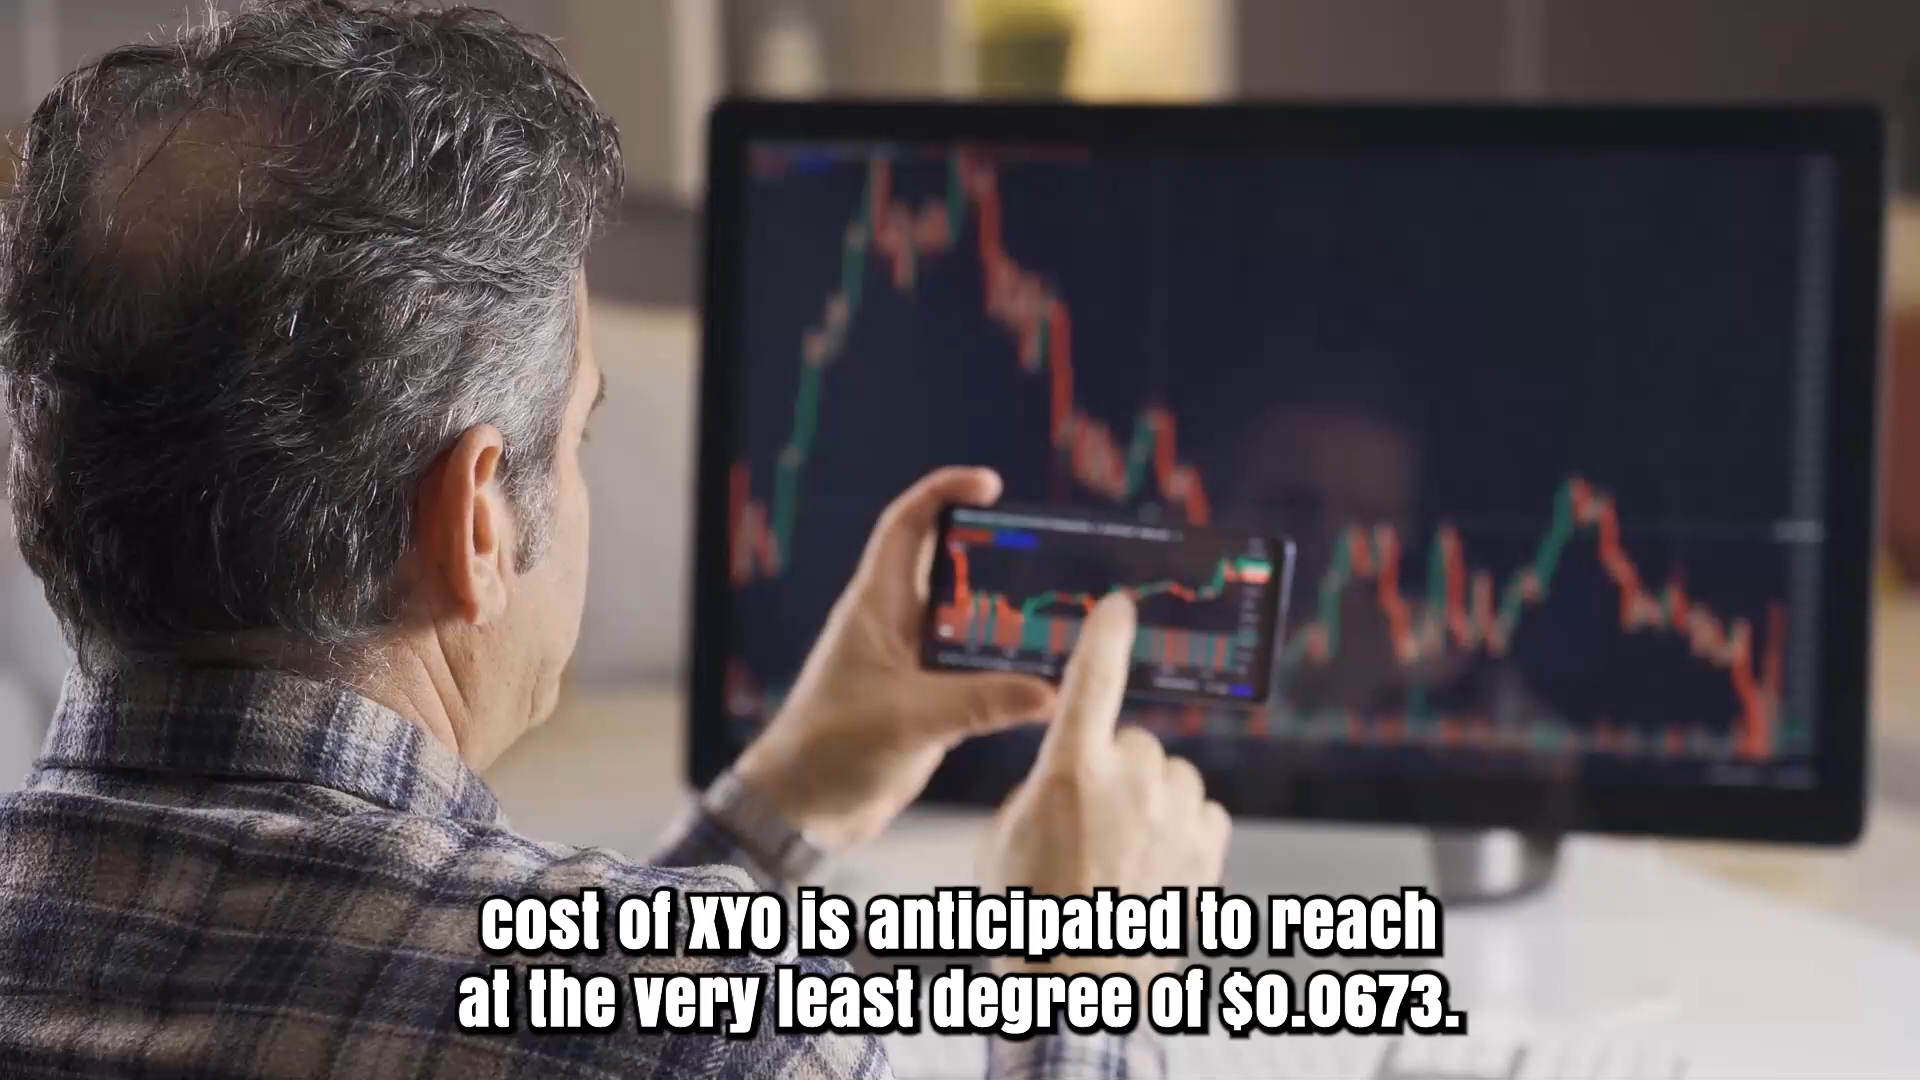 cost of XYO is anticipated to reach
at the very least degree of $0.0673.